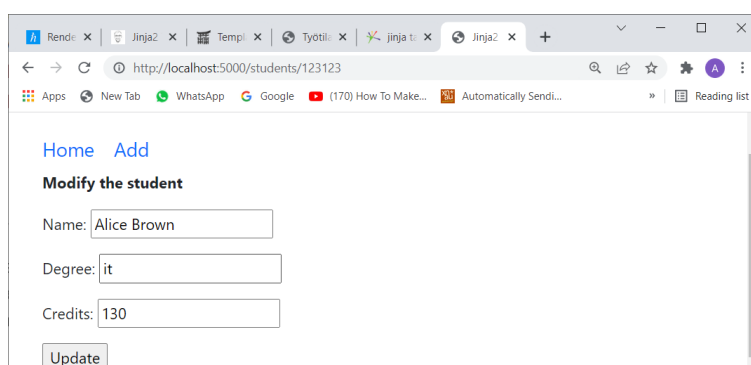 Rende Jinja2 Templ Työtila jinja ta Jinja2
http://localhost:5000/students/123123 A
Apps New Tab WhatsApp Google (170) How To Make... Automatically Sendi... » Reading list
Home Add
Modify the student
Name: Alice Brown
Degree: it
Credits: 130
Update